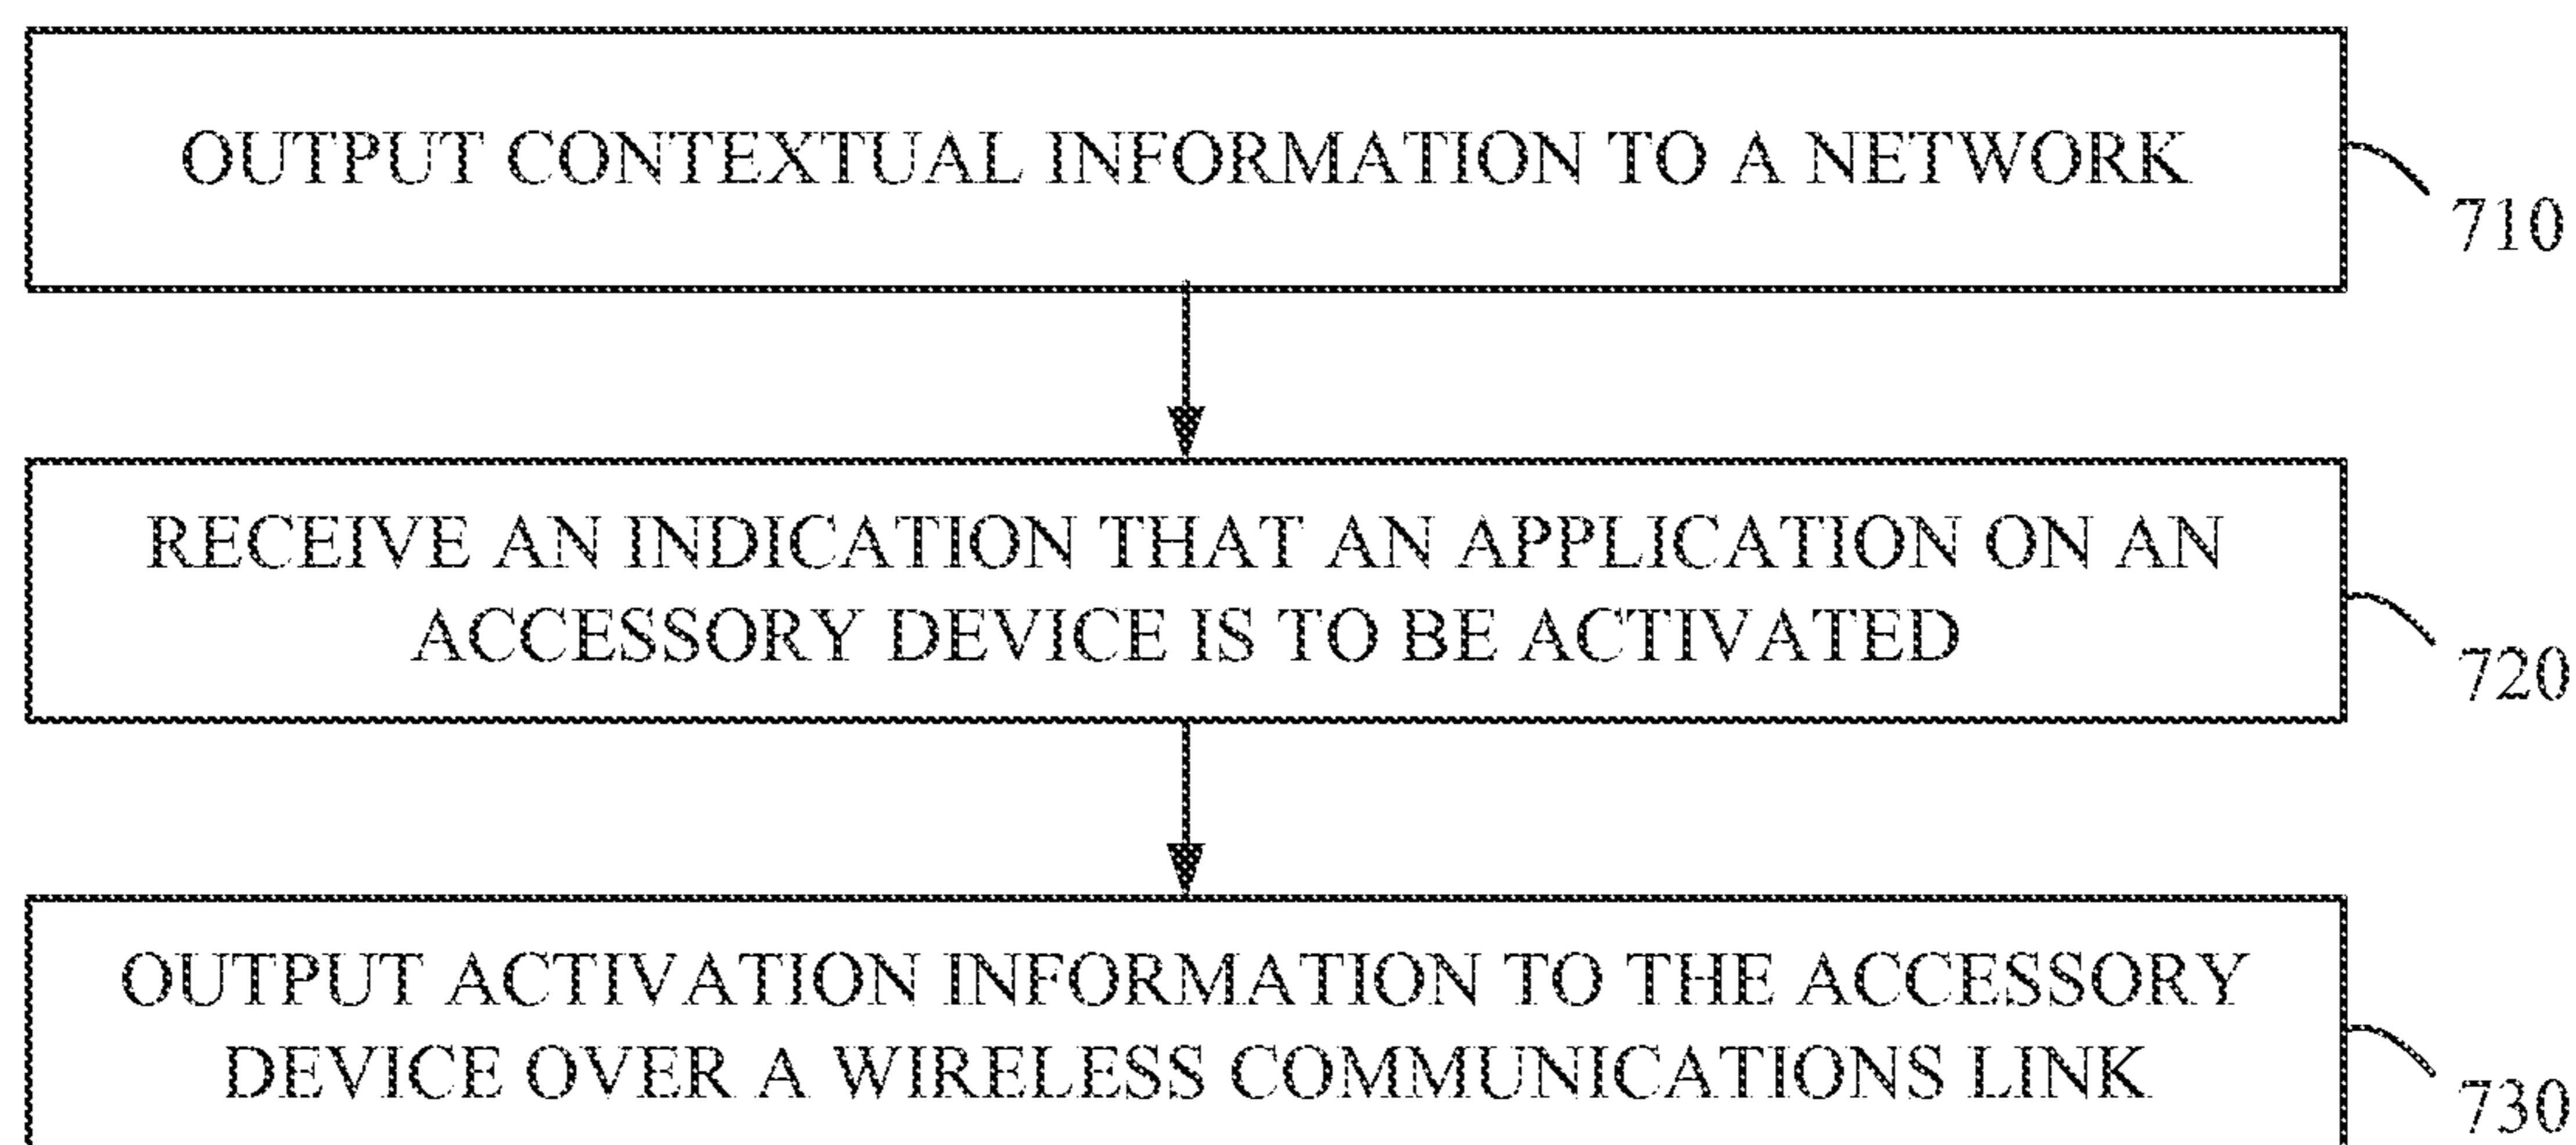 OUTPUT CONTEXTUAL INFORMATION TO A NETWORK
710
RECEIVE AN INDICATION THAT AN APPLICATION ON AN
ACCESSORY DEVICE IS TO BE ACTIVATED
720
OUTPUT ACTIVATION INFORMATION TO THE ACCESSORY
DEVICE OVER A WIRELESS COMMUNICATIONS LINK
730